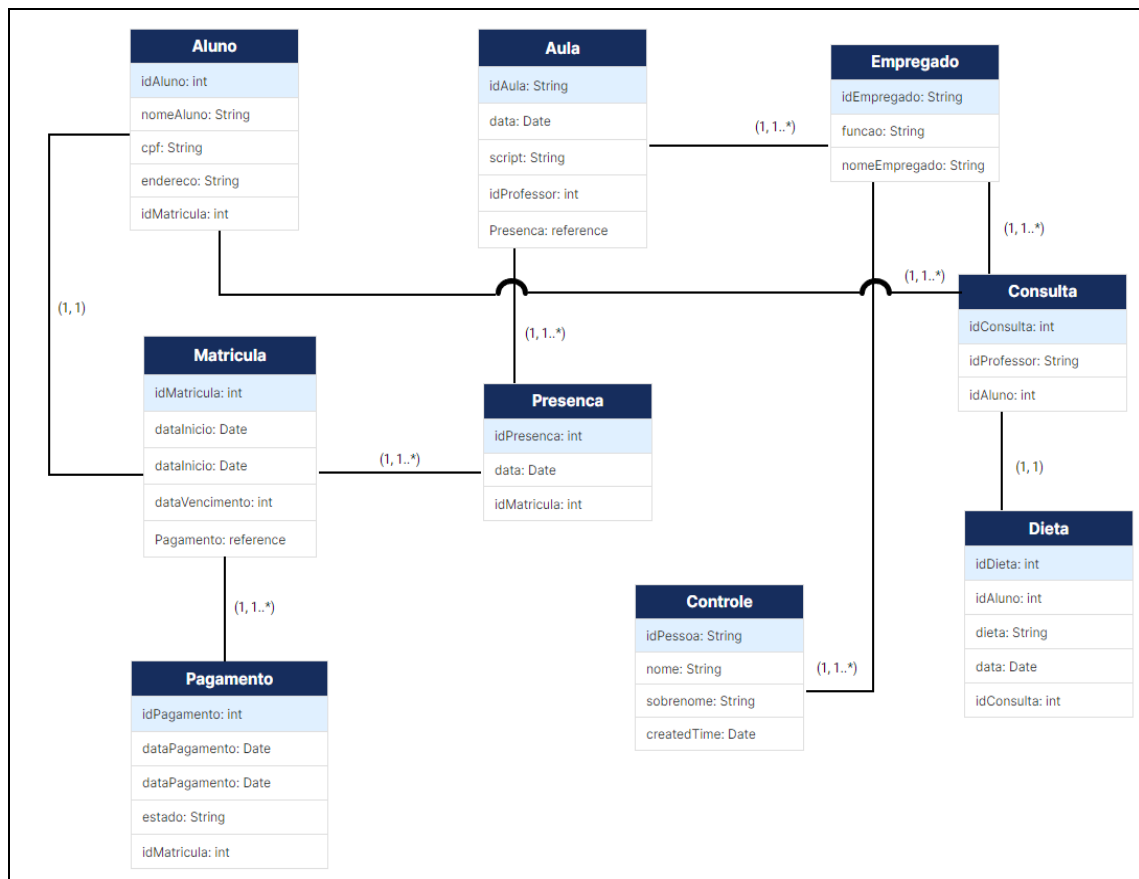 Aluno
idAluno: int
nomeAluno: String
cpf: String
endereco: String
idMatricula: int
Aula
idAula: String
data: Date
script: String
idProfessor: int
Presenca: reference
(1, 1..*)
Empregado
idEmpregado: String
funcao: String
nomeEmpregado: String
(1, 1..*)
(1, 1..*)
(1, 1)
(1, 1..*)
Consulta
idConsulta: int
idProfessor: String
idAluno: int
Matricula
idMatricula: int
dataInicio: Date
dataInicio: Date
dataVencimento: int
Pagamento: reference
(1, 1..*)
Presenca
idPresenca: int
data: Date
idMatricula: int
(1, 1)
Dieta
idDieta: int
idAluno: int
dieta: String
data: Date
idConsulta: int
(1, 1..*)
Controle
idPessoa: String
nome: String
sobrenome: String
createdTime: Date
(1, 1..*)
Pagamento
idPagamento: int
dataPagamento: Date
dataPagamento: Date
estado: String
idMatricula: int